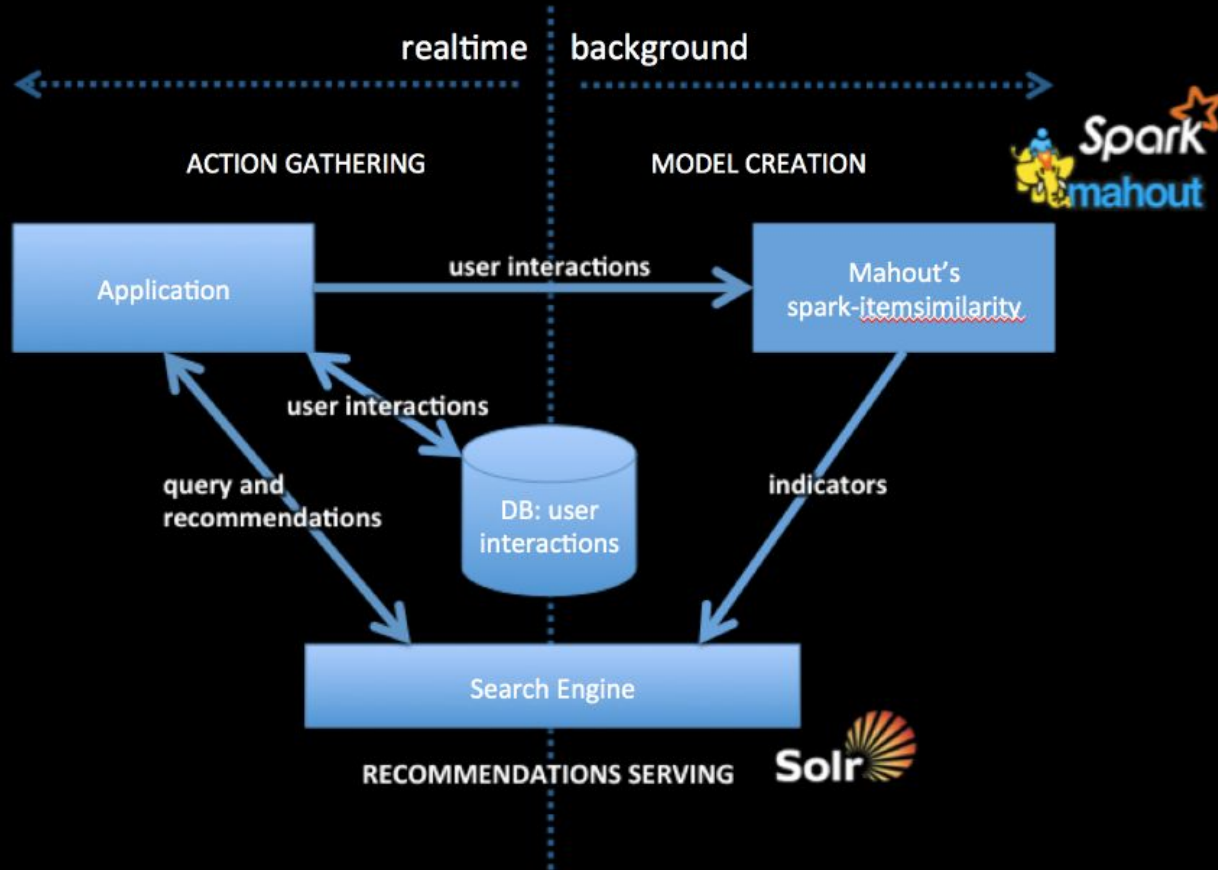 realtime
background
ACTION GATHERING
MODEL CREATION
Spark
mahout
Application
user interactions
Mahout's
spark-itemsimilarity
user interactions
query and
recommendations
DB: user
interactions
indicators
Search Engine
RECOMMENDATIONS SERVING
Solr